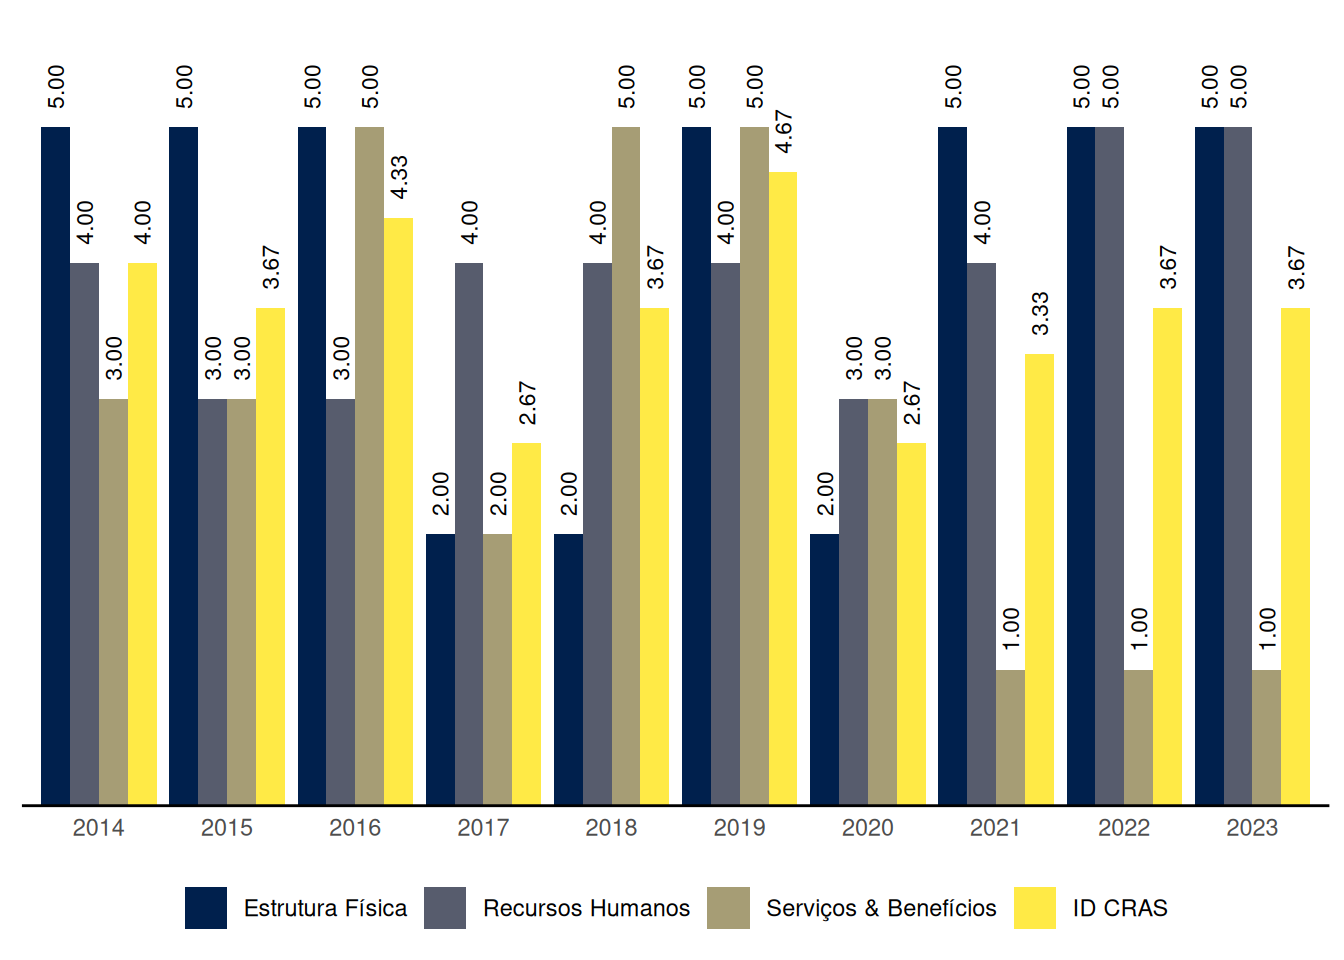 5.00 5.00 5.00 5.00 5.00 5.00 5.00 5.00 5.00 5.00 5.00 5.00
4.67
4.33
4.00 4.00 4.00 4.00 4.00 4.00
3.67 3.67 3.67 3.67
3.33
3.00 3.00 3.00 3.00 3.00 3.00
2.67 2.67
2.00 2.00 2.00 2.00
1.00 1.00 1.00
2014 2015 2016 2017 2018 2019 2020 2021 2022 2023
Estrutura Física Recursos Humanos Serviços & Benefícios ID CRAS